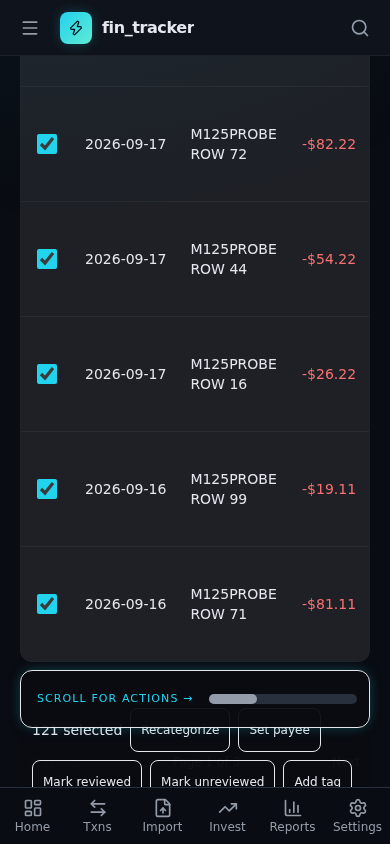 fin_tracker
2026-09-17 M125PROBE ROW 72 -$82.22
2026-09-17 M125PROBE ROW 44 -$54.22
2026-09-17 M125PROBE ROW 16 -$26.22
2026-09-16 M125PROBE ROW 99 -$19.11
2026-09-16 M125PROBE ROW 71 -$81.11
SCROLL FOR ACTIONS →
121 selected Recategorize Set payee
Mark reviewed Mark unreviewed Add tag
Home Txns Import Invest Reports Settings